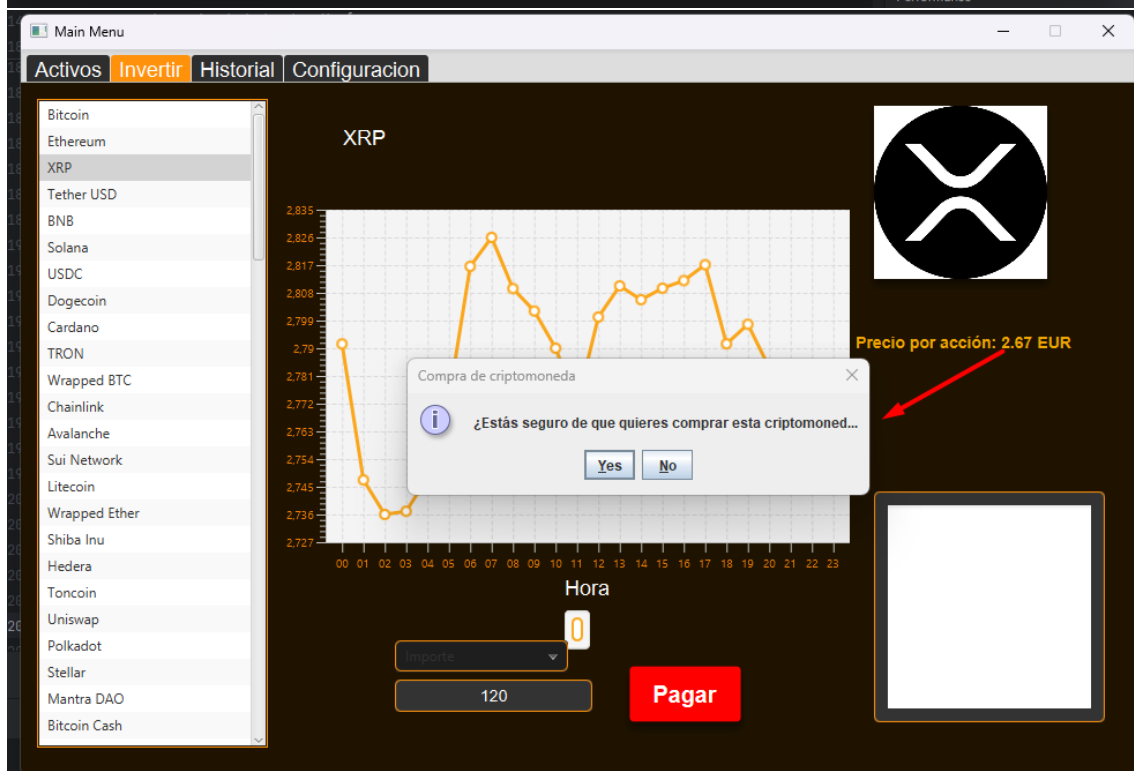 Main Menu
Activos Invertir Historial Configuracion
Bitcoin
Ethereum
XRP
Tether USD
BNB
Solana
USDC
Dogecoin
Cardano
TRON
Wrapped BTC
Chainlink
Avalanche
Sui Network
Litecoin
Wrapped Ether
Shiba Inu
Hedera
Toncoin
Uniswap
Polkadot
Stellar
Mantra DAO
Bitcoin Cash
XRP
2,835
2,826
2,817
2,808
2,799
2,79
2,781
2,772
2,763
2,754
2,745
2,736
2,727
00 01 02 03 04 05 06 07 08 09 10 11 12 13 14 15 16 17 18 19 20 21 22 23
Hora
Precio por acción: 2.67 EUR
Compra de criptomoneda
¿Estás seguro de que quieres comprar esta criptomoned...
Yes No
Importe
120
Pagar